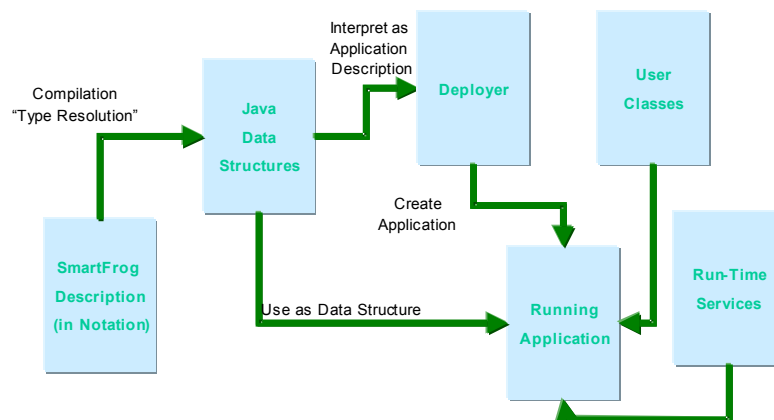 Interpret as
Application
Description
Compilation
“Type Resolution”
Java
Data
Structures
Deployer
User
Classes
Create
Application
SmartFrog
Description
(in Notation)
Use as Data Structure
Running
Application
Run-Time
Services